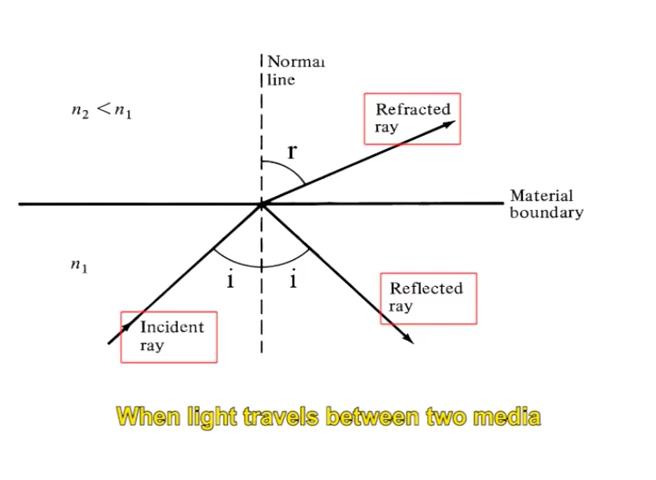 Normal
line
n₂ < n₁
Refracted
ray
r
Material
boundary
n₁
i
i
Reflected
ray
Incident
ray
When light travels between two media